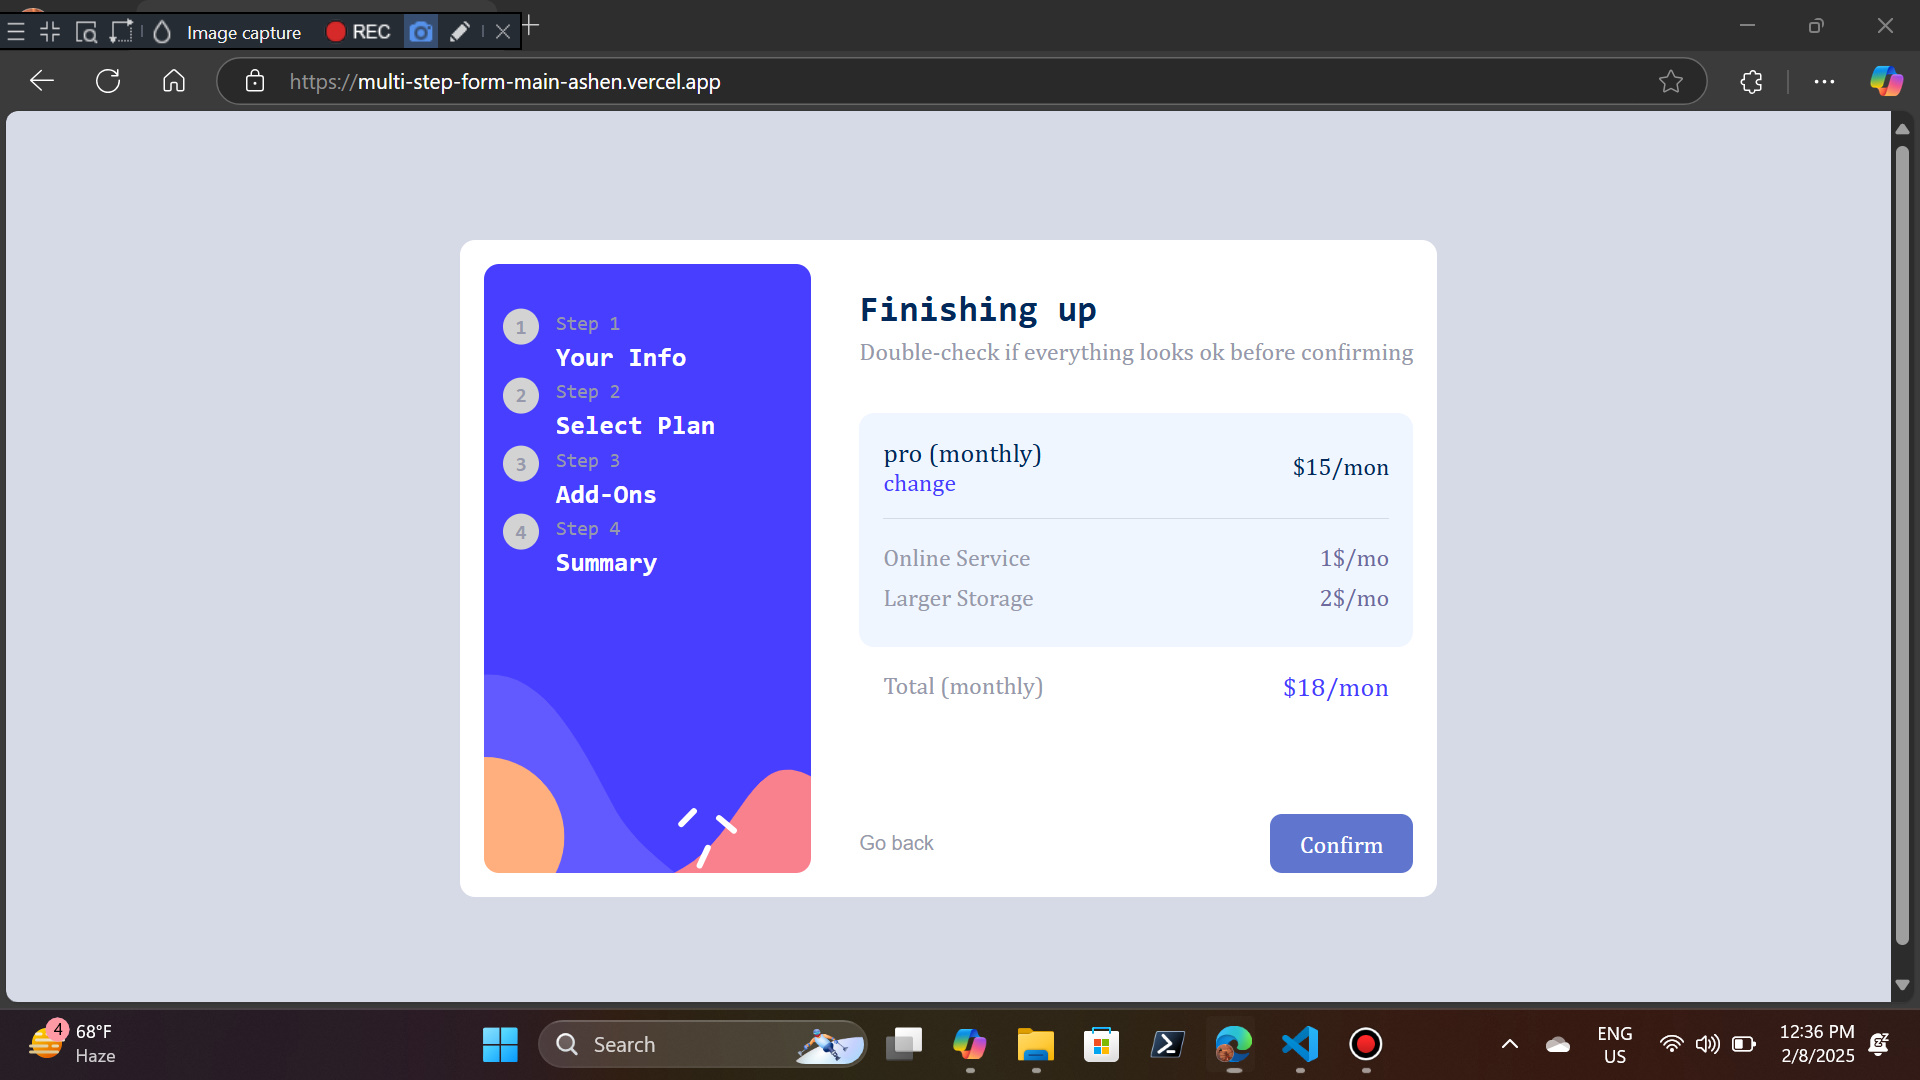 Image capture
REC
https://multi-step-form-main-ashen.vercel.app
1
Step 1
Your Info
2
Step 2
Select Plan
3
Step 3
Add-Ons
4
Step 4
Summary
Finishing up
Double-check if everything looks ok before confirming
pro (monthly)
change
$15/mon
Online Service
1$/mo
Larger Storage
2$/mo
Total (monthly)
$18/mon
Go back
Confirm
4
68°F
Haze
Search
ENG
US
12:36 PM
2/8/2025